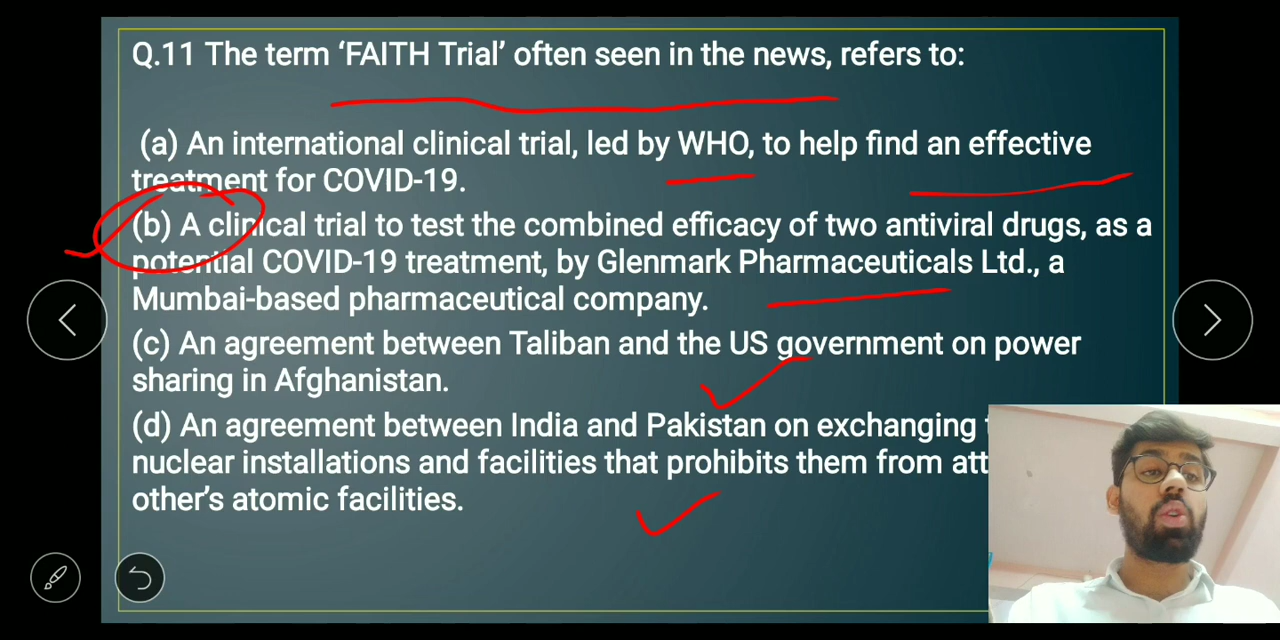 Q.11 The term ‘FAITH Trial’ often seen in the news, refers to:
(a) An international clinical trial, led by WHO, to help find an effective
treatment for COVID-19.
(b) A clinical trial to test the combined efficacy of two antiviral drugs, as a
potential COVID-19 treatment, by Glenmark Pharmaceuticals Ltd., a
Mumbai-based pharmaceutical company.
(c) An agreement between Taliban and the US government on power
sharing in Afghanistan.
(d) An agreement between India and Pakistan on exchanging
nuclear installations and facilities that prohibits them from
other’s atomic facilities.